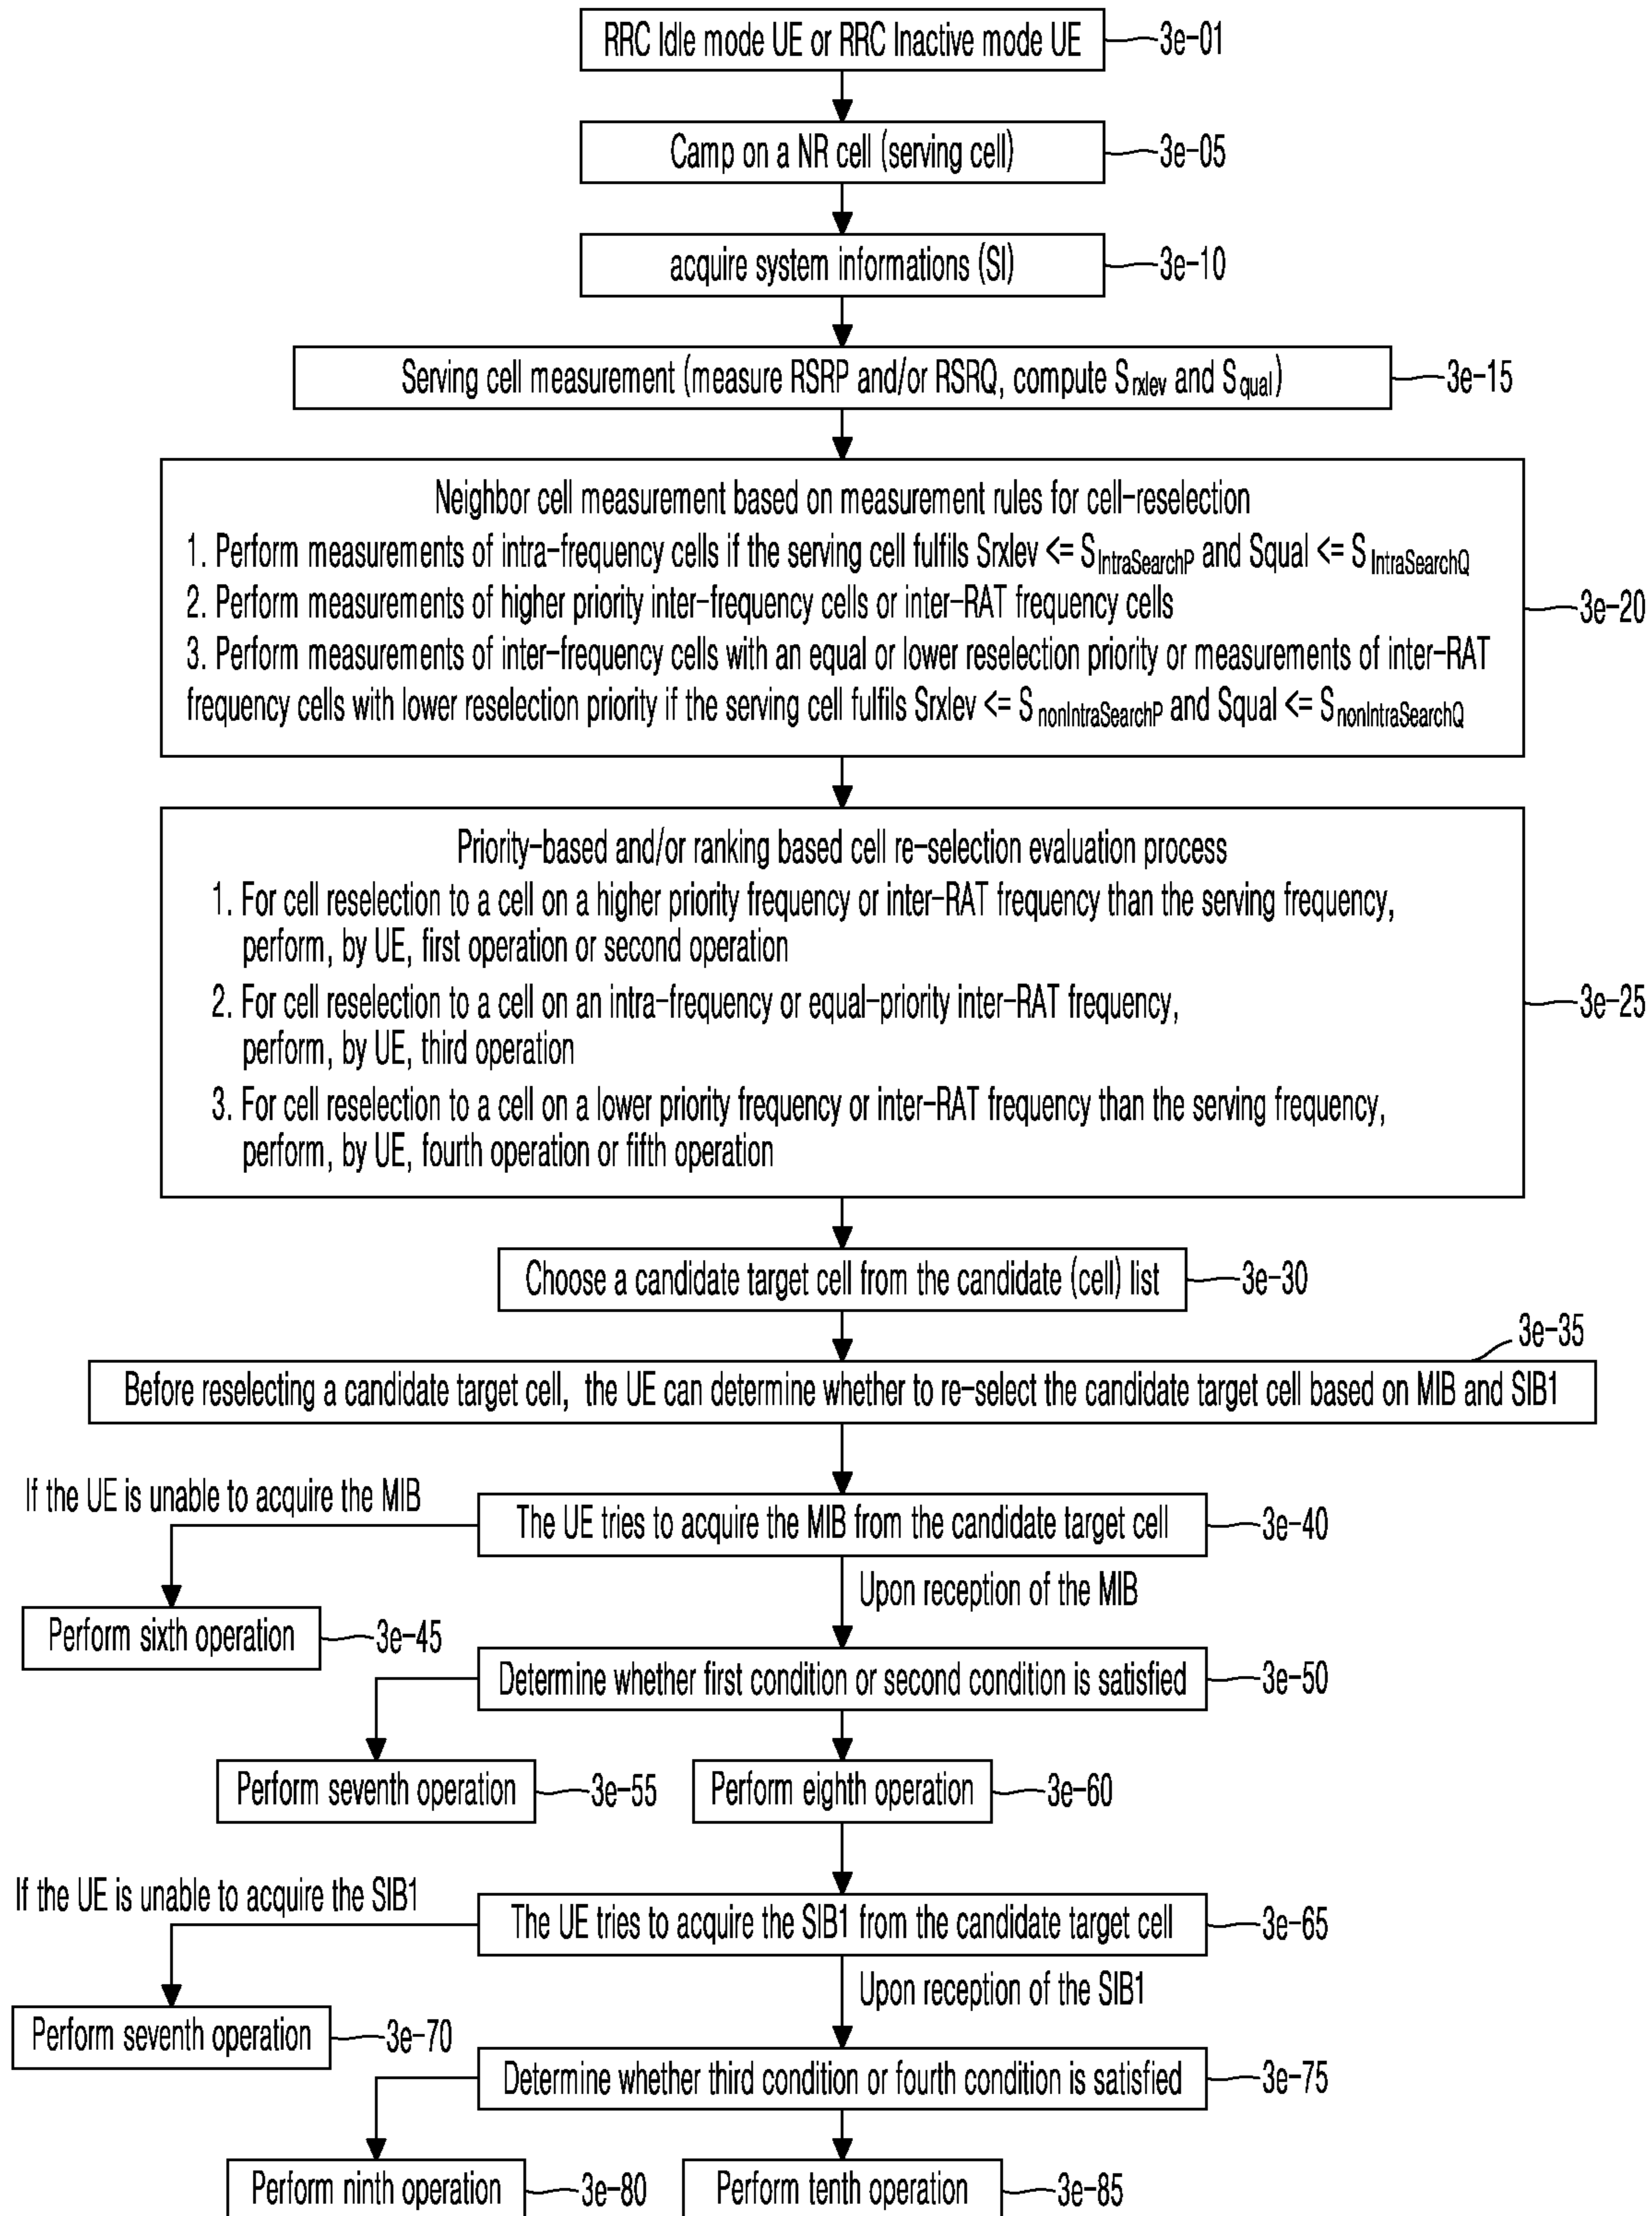 RRC Idle mode UE or RRC Inactive mode UE
3e-01
Camp on a NR cell (serving cell)
3e-05
acquire system informations (SI)
3e-10
Serving cell measurement (measure RSRP and/or RSRQ, compute Srxlev and Squal)
3e-15
Neighbor cell measurement based on measurement rules for cell-reselection
1. Perform measurements of intra-frequency cells if the serving cell fulfils Srxlev <= SIntraSearchP and Squal <= SIntraSearchQ
2. Perform measurements of higher priority inter-frequency cells or inter-RAT frequency cells
3. Perform measurements of inter-frequency cells with an equal or lower reselection priority or measurements of inter-RAT
frequency cells with lower reselection priority if the serving cell fulfils Srxlev <= SnonIntraSearchP and Squal <= SnonIntraSearchQ
3e-20
Priority-based and/or ranking based cell re-selection evaluation process
1. For cell reselection to a cell on a higher priority frequency or inter-RAT frequency than the serving frequency,
perform, by UE, first operation or second operation
2. For cell reselection to a cell on an intra-frequency or equal-priority inter-RAT frequency,
perform, by UE, third operation
3. For cell reselection to a cell on a lower priority frequency or inter-RAT frequency than the serving frequency,
perform, by UE, fourth operation or fifth operation
3e-25
Choose a candidate target cell from the candidate (cell) list
3e-30
3e-35
Before reselecting a candidate target cell, the UE can determine whether to re-select the candidate target cell based on MIB and SIB1
If the UE is unable to acquire the MIB
The UE tries to acquire the MIB from the candidate target cell
3e-40
Upon reception of the MIB
Perform sixth operation
3e-45
Determine whether first condition or second condition is satisfied
3e-50
Perform seventh operation
3e-55
Perform eighth operation
3e-60
If the UE is unable to acquire the SIB1
The UE tries to acquire the SIB1 from the candidate target cell
3e-65
Upon reception of the SIB1
Perform seventh operation
3e-70
Determine whether third condition or fourth condition is satisfied
3e-75
Perform ninth operation
3e-80
Perform tenth operation
3e-85